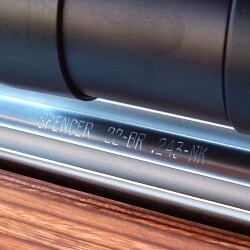 SPENCER 22-BR .243-NK